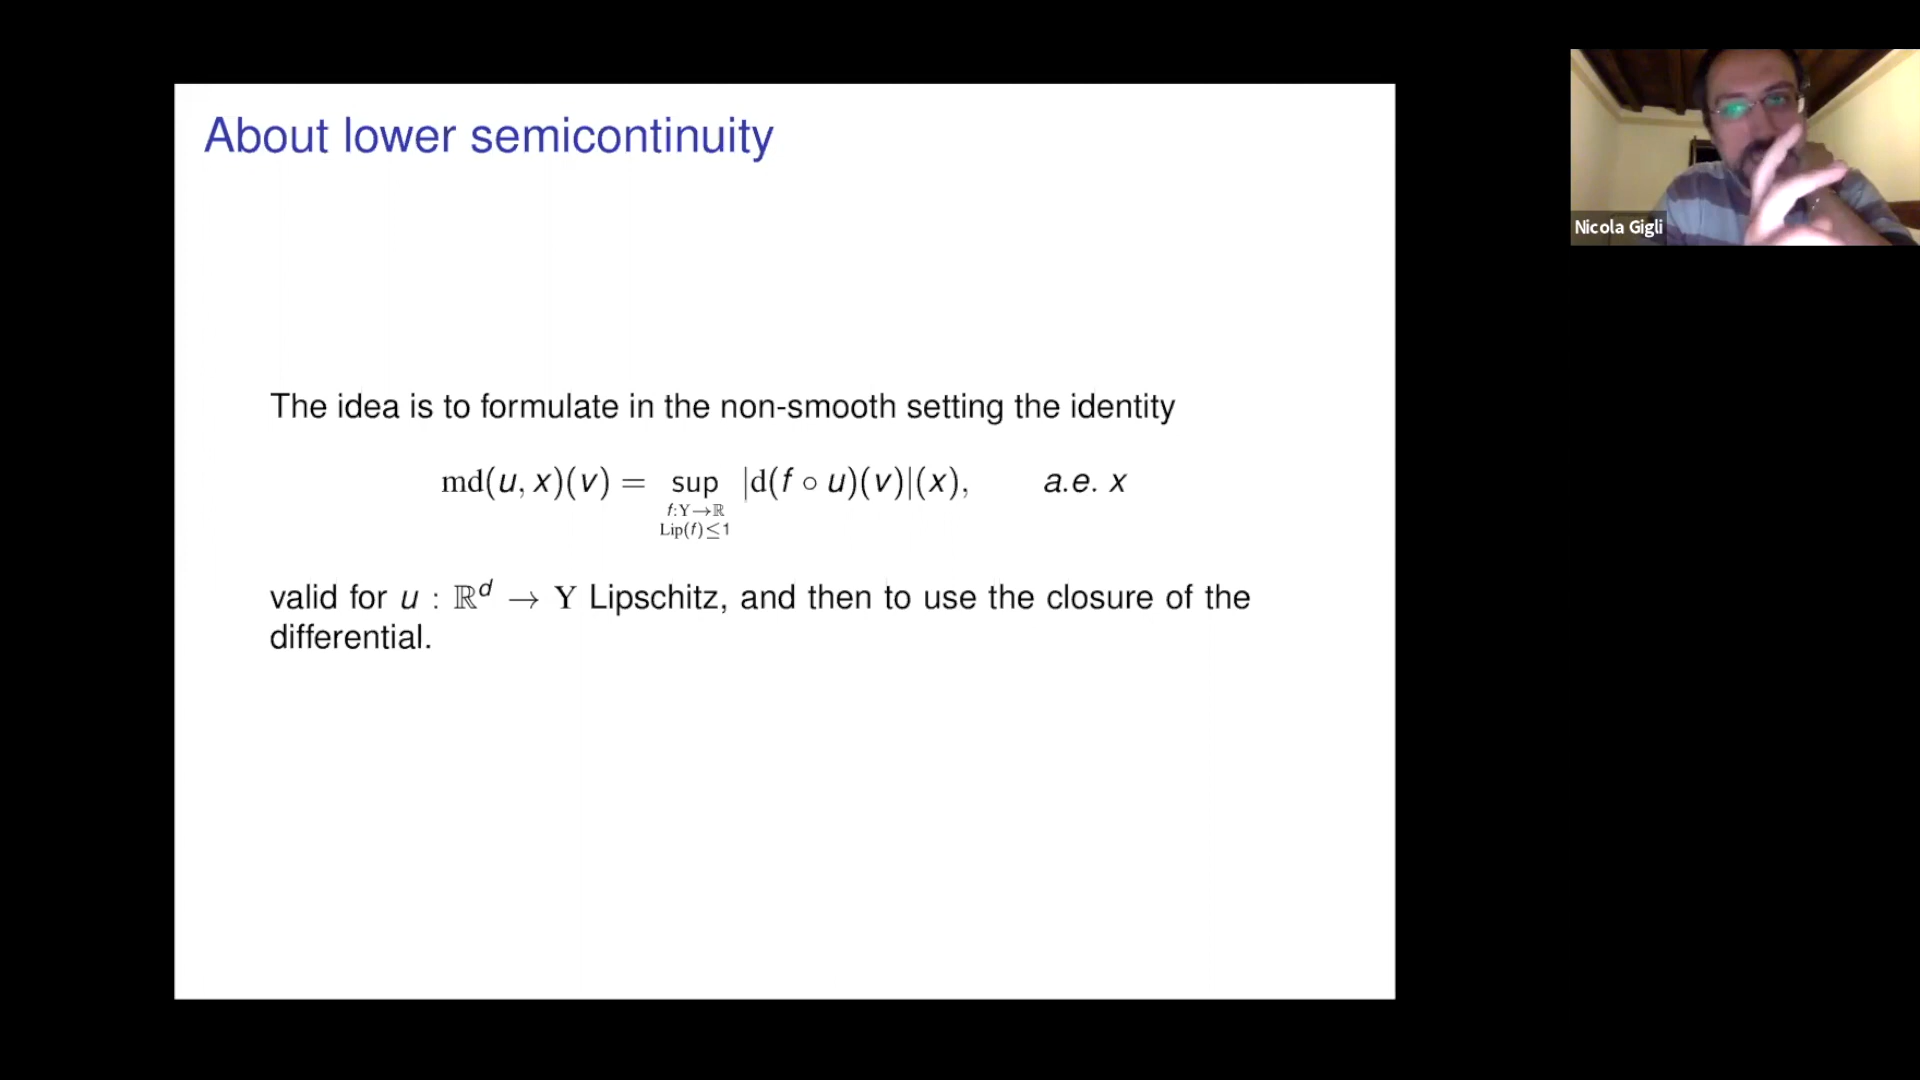 About lower semicontinuity
Nicola Gigli
The idea is to formulate in the non-smooth setting the identity
md(u, x)(v) = sup |d(f ∘ u)(v)|(x), a.e. x
f:Y→ℝ
Lip(f)≤1
valid for u : ℝᵈ → Y Lipschitz, and then to use the closure of the
differential.